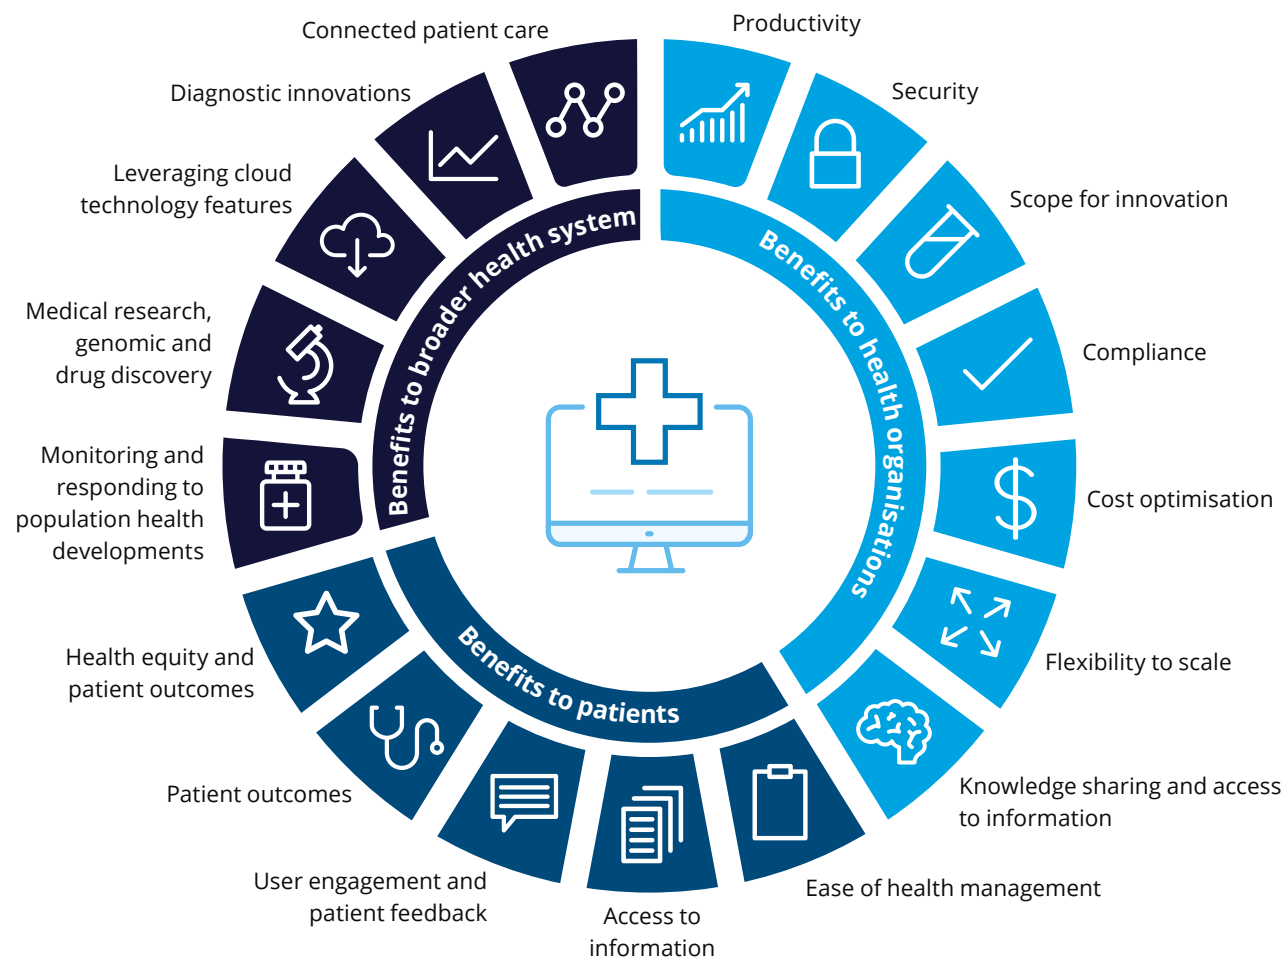 Connected patient care
Productivity
Diagnostic innovations
Security
Leveraging cloud
technology features
Scope for innovation
Medical research,
genomic and
drug discovery
Compliance
Monitoring and
responding to
population health
developments
Cost optimisation
Health equity and
patient outcomes
Flexibility to scale
Patient outcomes
Knowledge sharing and access
to information
User engagement and
patient feedback
Access to
information
Ease of health management
Benefits to broader health system
Benefits to health organisations
Benefits to patients